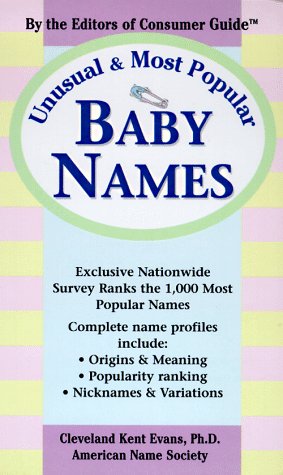 By the Editors of Consumer Guide™
Unusual & Most Popular
BABY
NAMES
Exclusive Nationwide
Survey Ranks the 1,000 Most
Popular Names
Complete name profiles
include:
• Origins & Meaning
• Popularity ranking
• Nicknames & Variations
Cleveland Kent Evans, Ph.D.
American Name Society